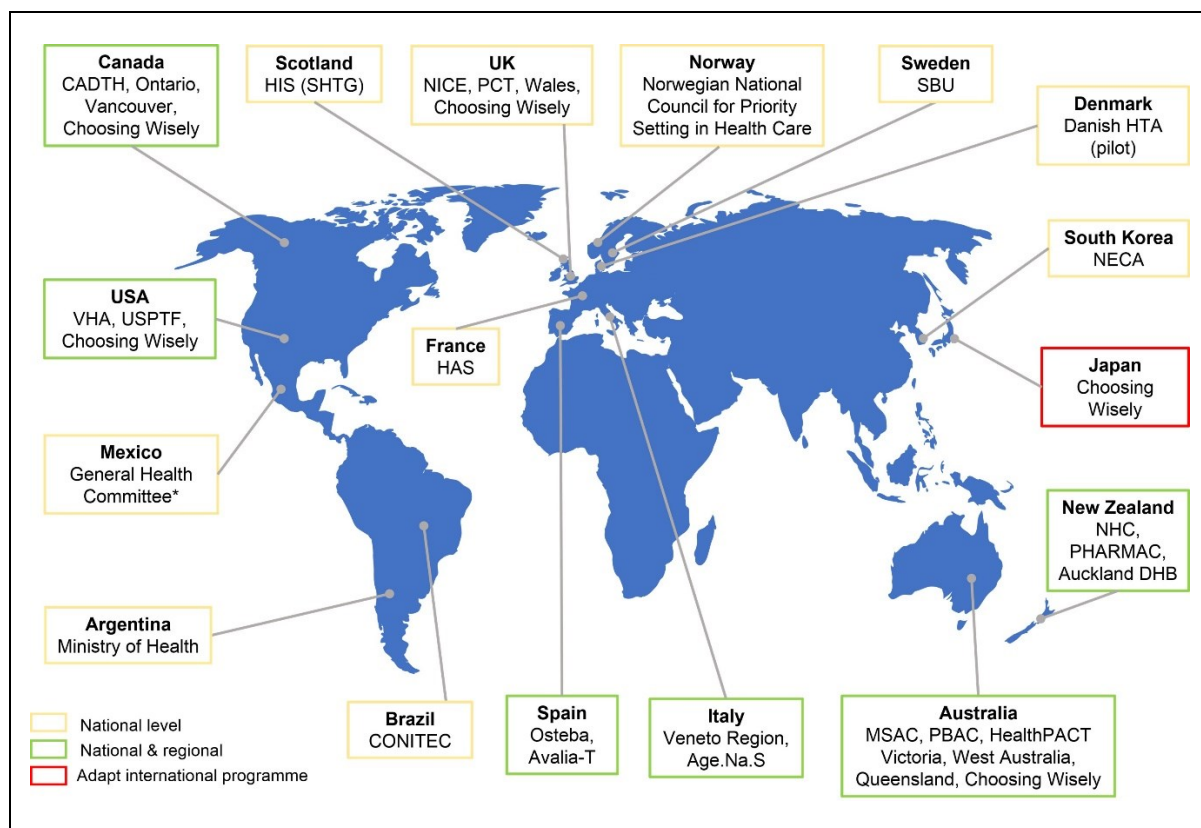 Canada
CADTH, Ontario,
Vancouver,
Choosing Wisely
Scotland
HIS (SHTG)
UK
NICE, PCT, Wales,
Choosing Wisely
Norway
Norwegian National
Council for Priority
Setting in Health Care
Sweden
SBU
Denmark
Danish HTA
(pilot)
South Korea
NECA
USA
VHA, USPTF,
Choosing Wisely
France
HAS
Japan
Choosing
Wisely
Mexico
General Health
Committee*
New Zealand
NHC,
PHARMAC,
Auckland DHB
Argentina
Ministry of Health
Brazil
CONITEC
Spain
Osteba,
Avalia-T
Italy
Veneto Region,
Age.Na.S
Australia
MSAC, PBAC, HealthPACT
Victoria, West Australia,
Queensland, Choosing Wisely
National level
National & regional
Adapt international programme